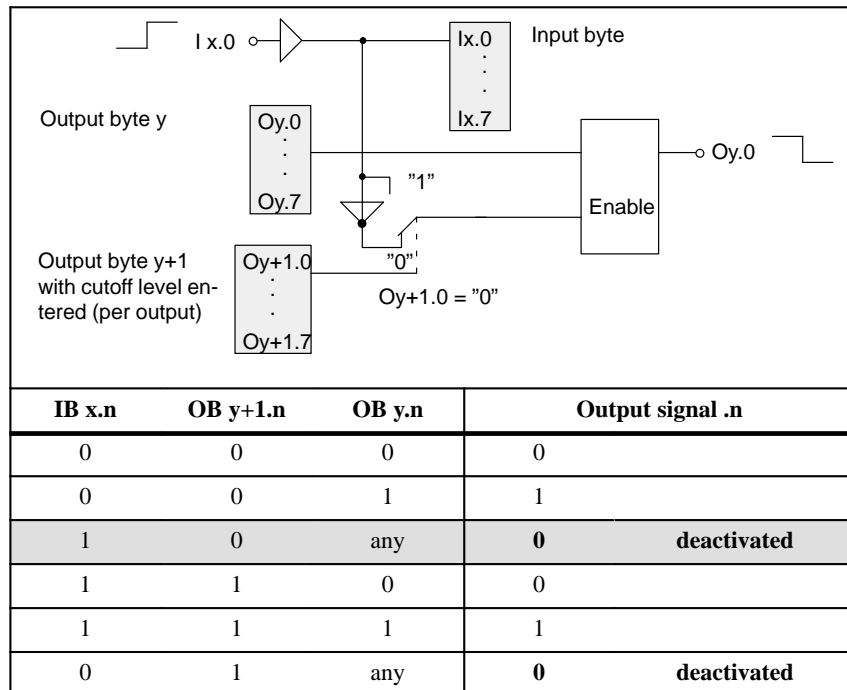 I x.0
Ix.0
.
.
.
Ix.7
Input byte
Output byte y
Oy.0
.
.
.
Oy.7
”1”
Enable
Oy.0
Output byte y+1
with cutoff level en-
tered (per output)
Oy+1.0
.
.
.
Oy+1.7
”0”
Oy+1.0 = ”0”
IB x.n OB y+1.n OB y.n Output signal .n
0 0 0 0
0 0 1 1
1 0 any 0 deactivated
1 1 0 0
1 1 1 1
0 1 any 0 deactivated